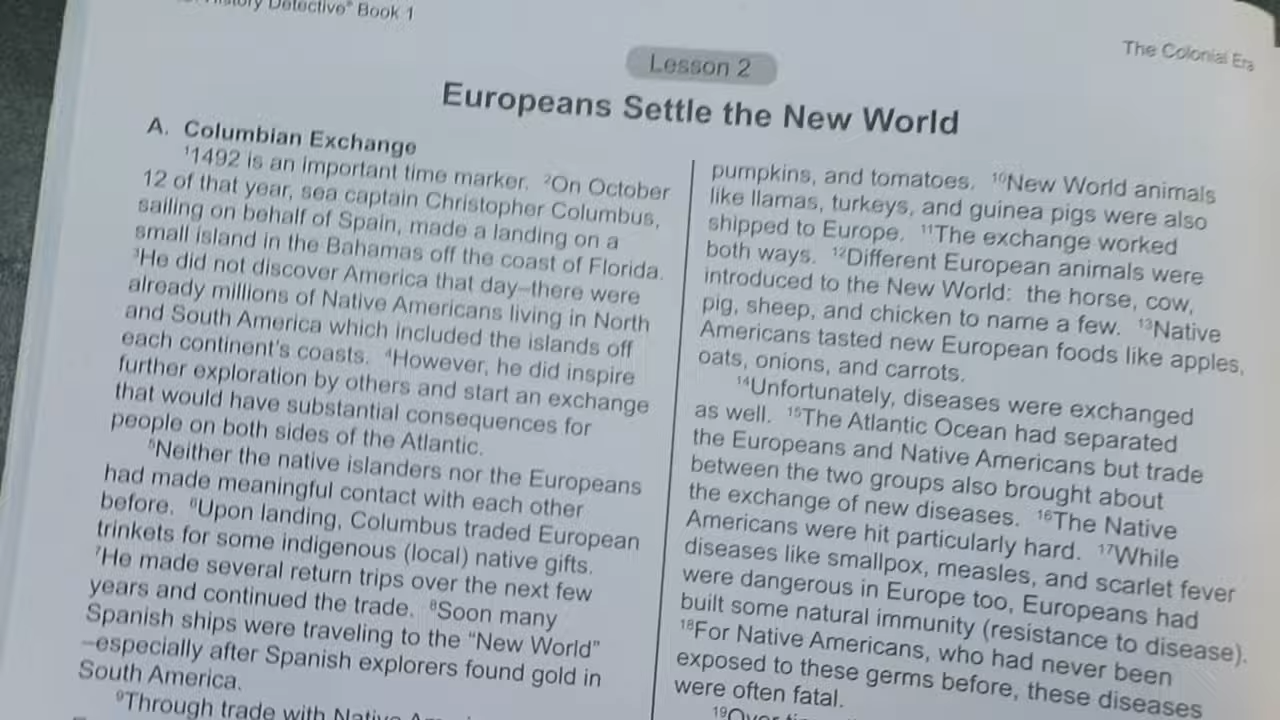 History Detective® Book 1
The Colonial Era
Lesson 2
Europeans Settle the New World
A. Columbian Exchange
¹1492 is an important time marker. ²On October
12 of that year, sea captain Christopher Columbus,
sailing on behalf of Spain, made a landing on a
small island in the Bahamas off the coast of Florida.
³He did not discover America that day–there were
already millions of Native Americans living in North
and South America which included the islands off
each continent's coasts. ⁴However, he did inspire
further exploration by others and start an exchange
that would have substantial consequences for
people on both sides of the Atlantic.
⁵Neither the native islanders nor the Europeans
had made meaningful contact with each other
before. ⁶Upon landing, Columbus traded European
trinkets for some indigenous (local) native gifts.
⁷He made several return trips over the next few
years and continued the trade. ⁸Soon many
Spanish ships were traveling to the “New World”
–especially after Spanish explorers found gold in
South America.
⁹Through trade with Native
pumpkins, and tomatoes. ¹⁰New World animals
like llamas, turkeys, and guinea pigs were also
shipped to Europe. ¹¹The exchange worked
both ways. ¹²Different European animals were
introduced to the New World: the horse, cow,
pig, sheep, and chicken to name a few. ¹³Native
Americans tasted new European foods like apples,
oats, onions, and carrots.
¹⁴Unfortunately, diseases were exchanged
as well. ¹⁵The Atlantic Ocean had separated
the Europeans and Native Americans but trade
between the two groups also brought about
the exchange of new diseases. ¹⁶The Native
Americans were hit particularly hard. ¹⁷While
diseases like smallpox, measles, and scarlet fever
were dangerous in Europe too, Europeans had
built some natural immunity (resistance to disease).
¹⁸For Native Americans, who had never been
exposed to these germs before, these diseases
were often fatal.
¹⁹Over